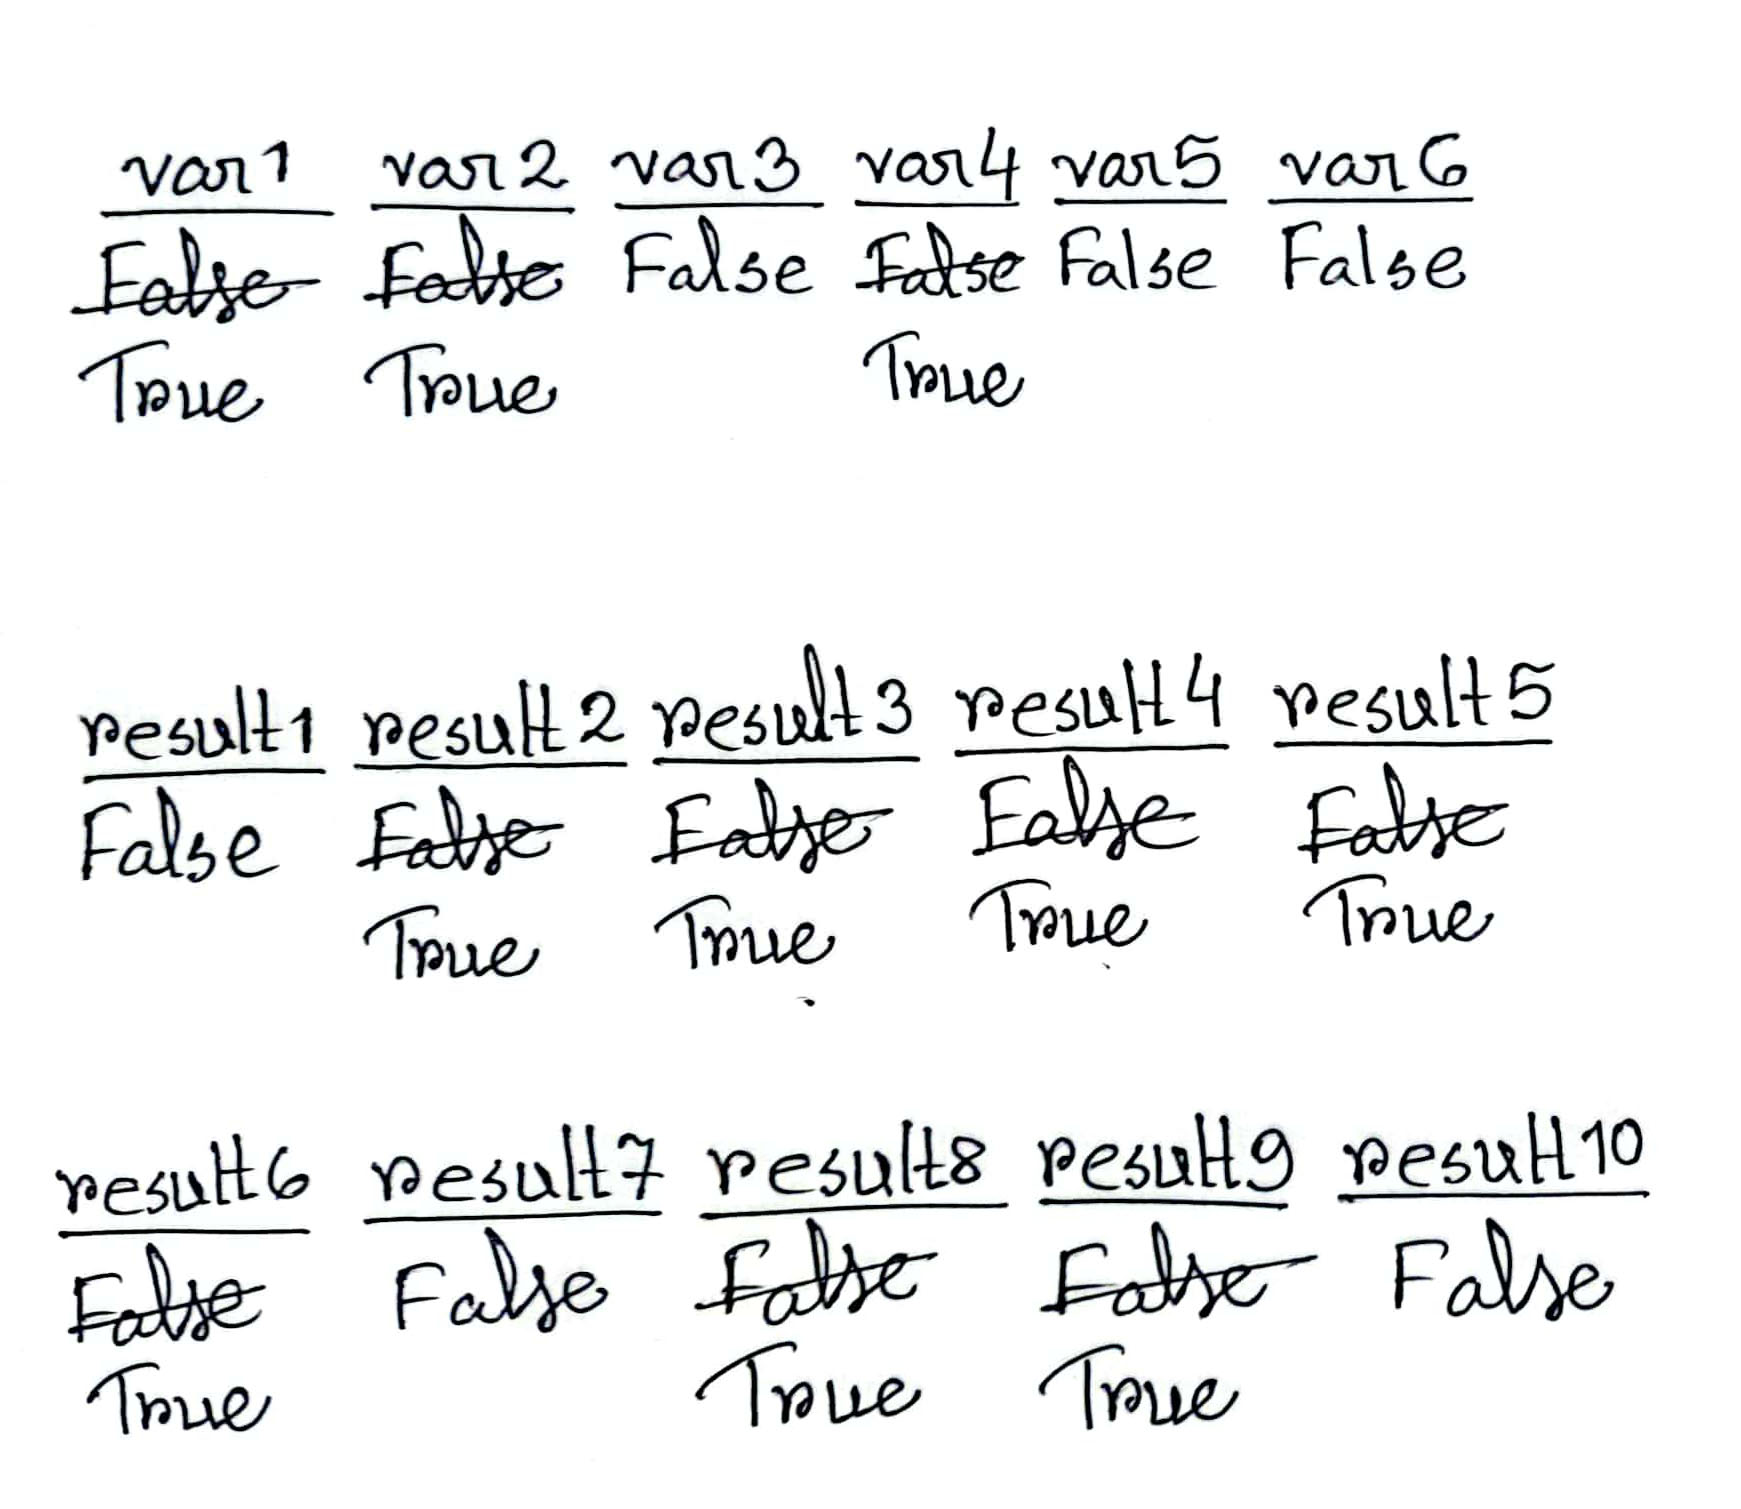 var1 var2 var3 var4 var5 var6
False False False False False False
True True True
result1 result2 result3 result4 result5
False False False False False
True True True True
result6 result7 result8 result9 result10
False False False False False
True True True